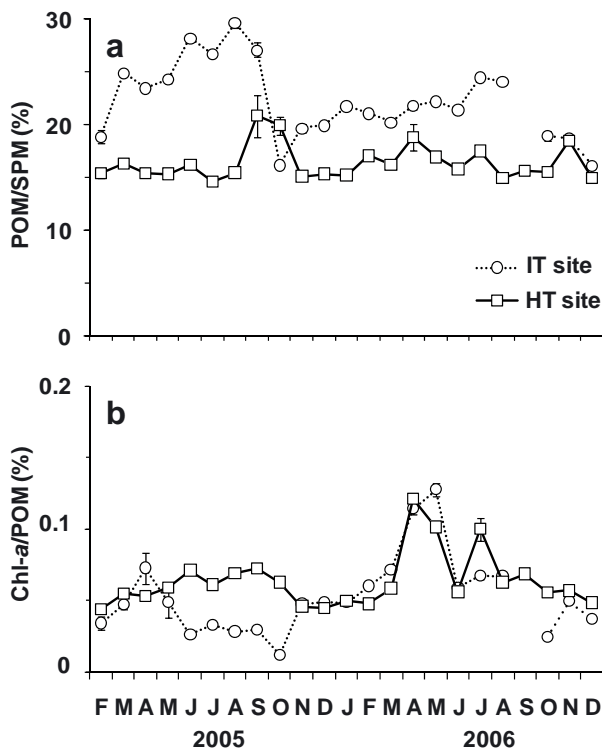 a
30
20
10
0
POM/SPM (%)
IT site
HT site
b
0.2
0.1
0
Chl-a/POM (%)
F M A M J J A S O N D J F M A M J J A S O N D
2005 2006